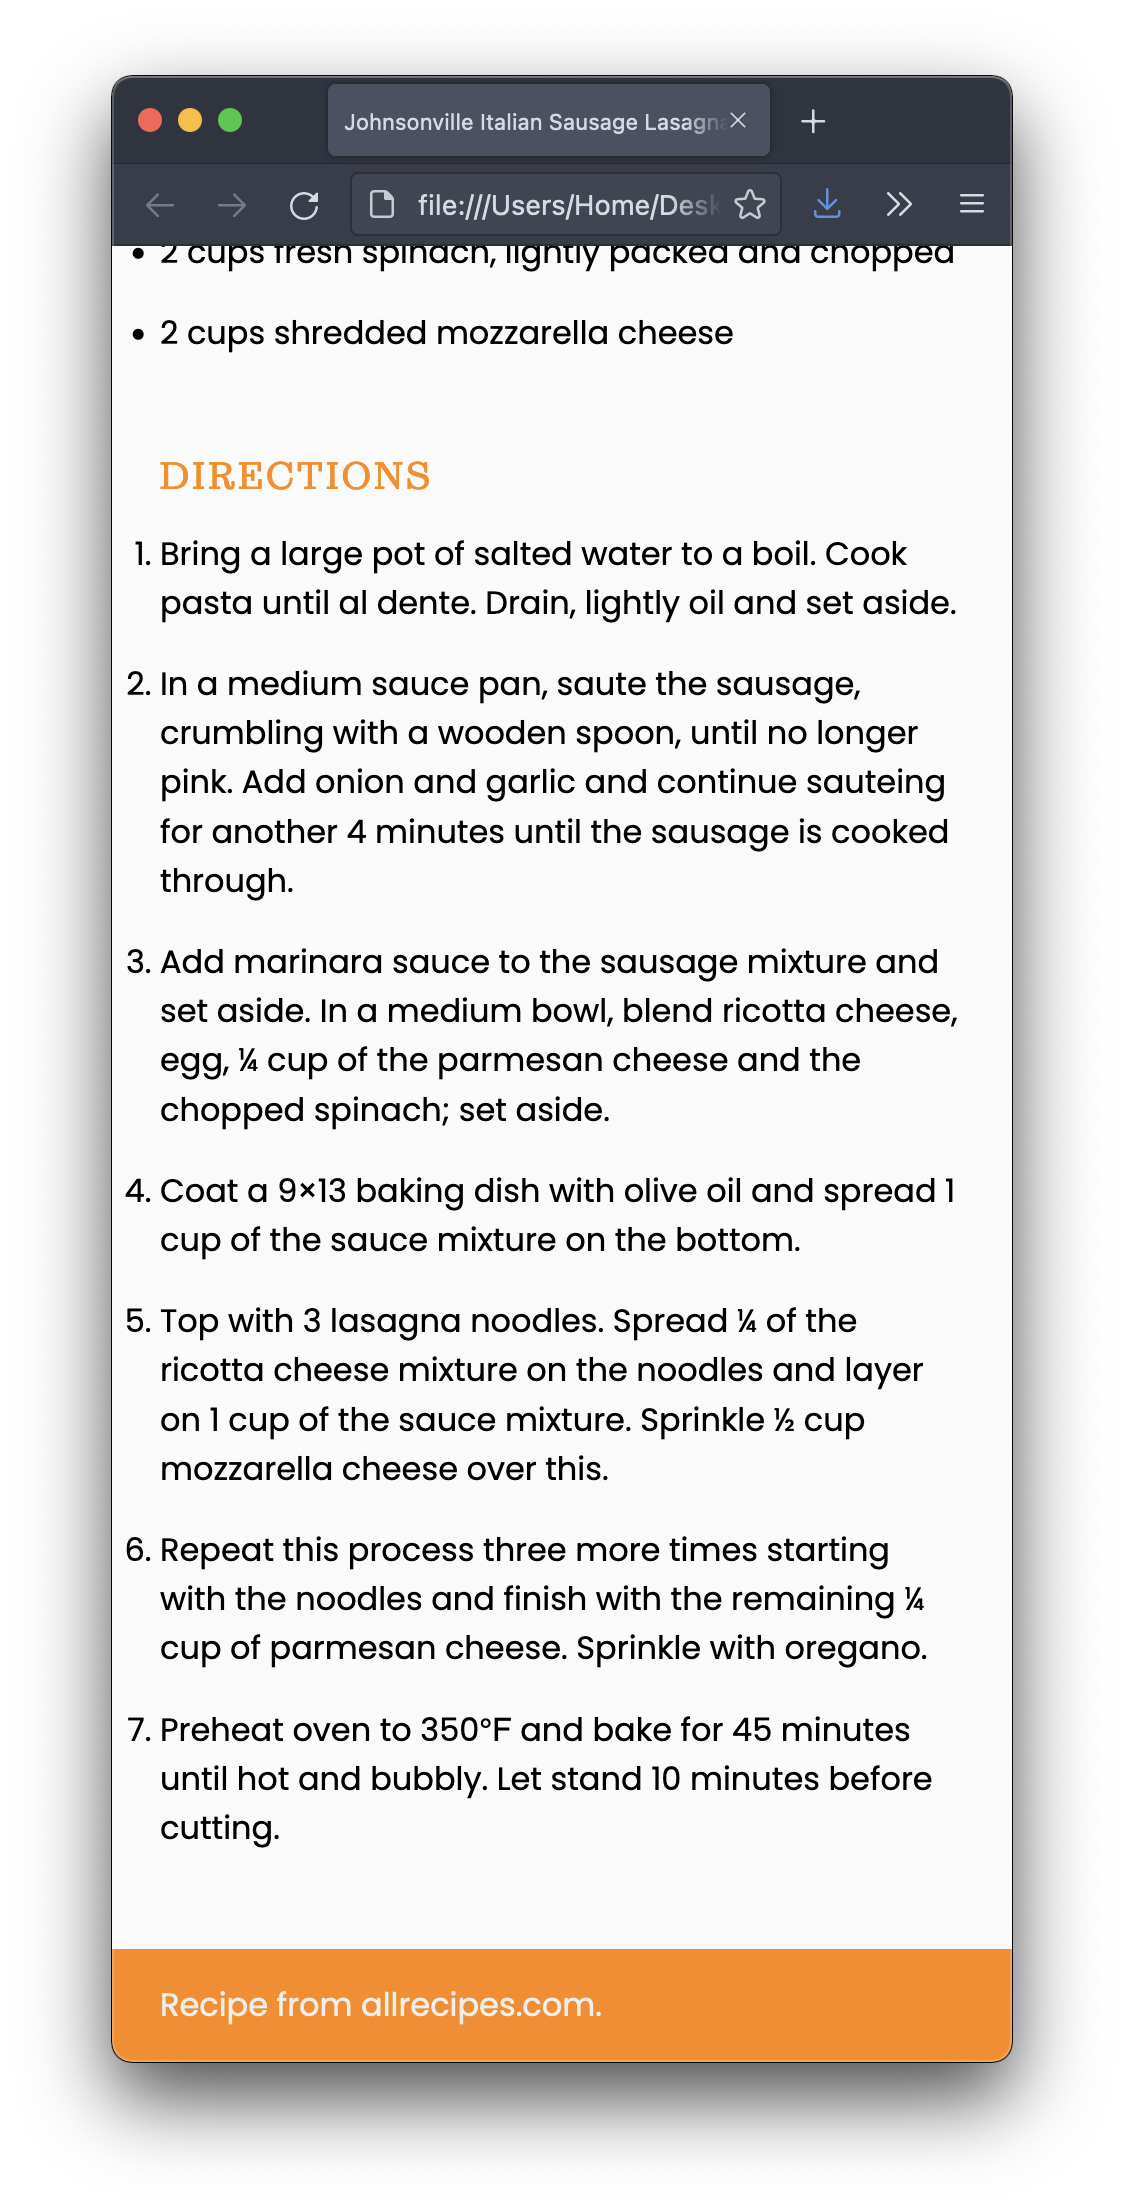 Johnsonville Italian Sausage Lasagna
file:///Users/Home/Desk
• 2 cups fresh spinach, lightly packed and chopped
• 2 cups shredded mozzarella cheese
DIRECTIONS
1. Bring a large pot of salted water to a boil. Cook
pasta until al dente. Drain, lightly oil and set aside.
2. In a medium sauce pan, saute the sausage,
crumbling with a wooden spoon, until no longer
pink. Add onion and garlic and continue sauteing
for another 4 minutes until the sausage is cooked
through.
3. Add marinara sauce to the sausage mixture and
set aside. In a medium bowl, blend ricotta cheese,
egg, ¼ cup of the parmesan cheese and the
chopped spinach; set aside.
4. Coat a 9×13 baking dish with olive oil and spread 1
cup of the sauce mixture on the bottom.
5. Top with 3 lasagna noodles. Spread ¼ of the
ricotta cheese mixture on the noodles and layer
on 1 cup of the sauce mixture. Sprinkle ½ cup
mozzarella cheese over this.
6. Repeat this process three more times starting
with the noodles and finish with the remaining ¼
cup of parmesan cheese. Sprinkle with oregano.
7. Preheat oven to 350°F and bake for 45 minutes
until hot and bubbly. Let stand 10 minutes before
cutting.
Recipe from allrecipes.com.